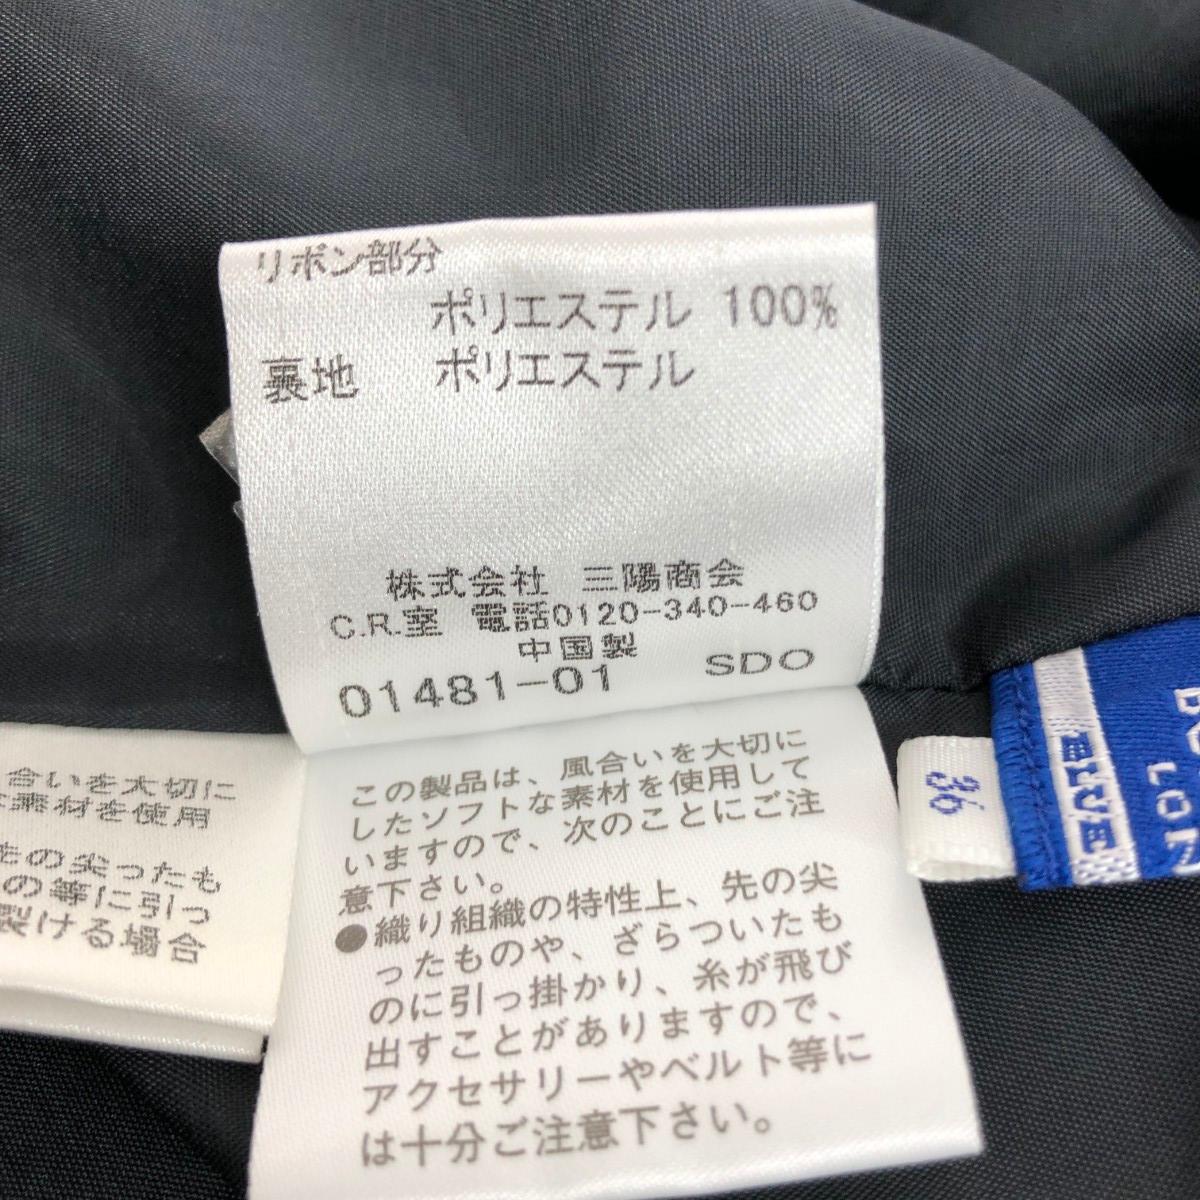 リボン部分
ポリエステル 100%
裏地 ポリエステル
株式会社 三陽商会
C.R.室 電話0120-340-460
中国製
01481-01 SDO
この製品は、風合いを大切に
したソフトな素材を使用して
いますので、次のことにご注
意下さい。
●織り組織の特性上、先の尖
ったものや、ざらついたも
のに引っ掛かり、糸が飛び
出すことがありますので、
アクセサリーやベルト等に
は十分ご注意下さい。
合いを大切に
素材を使用
もの尖ったも
の等に引っ
裂ける場合
36
BLUE
LON